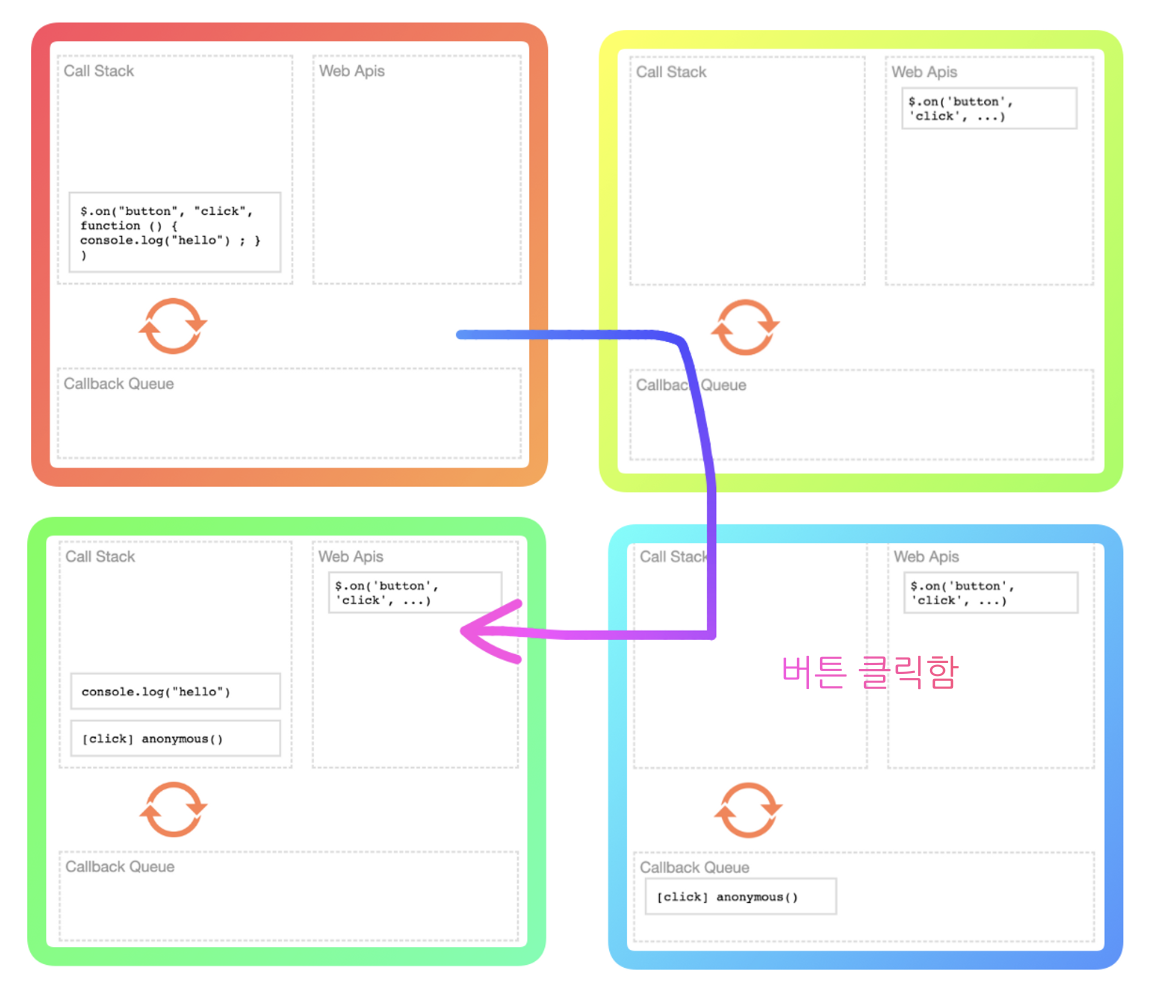 Call Stack
Web Apis
$.on("button", "click",
function () {
console.log("hello") ; }
)
Callback Queue
Call Stack
Web Apis
$.on('button',
'click', ...)
Callback Queue
Call Stack
Web Apis
$.on('button',
'click', ...)
버튼 클릭함
Callback Queue
[click] anonymous()
Call Stack
Web Apis
$.on('button',
'click', ...)
console.log("hello")
[click] anonymous()
Callback Queue